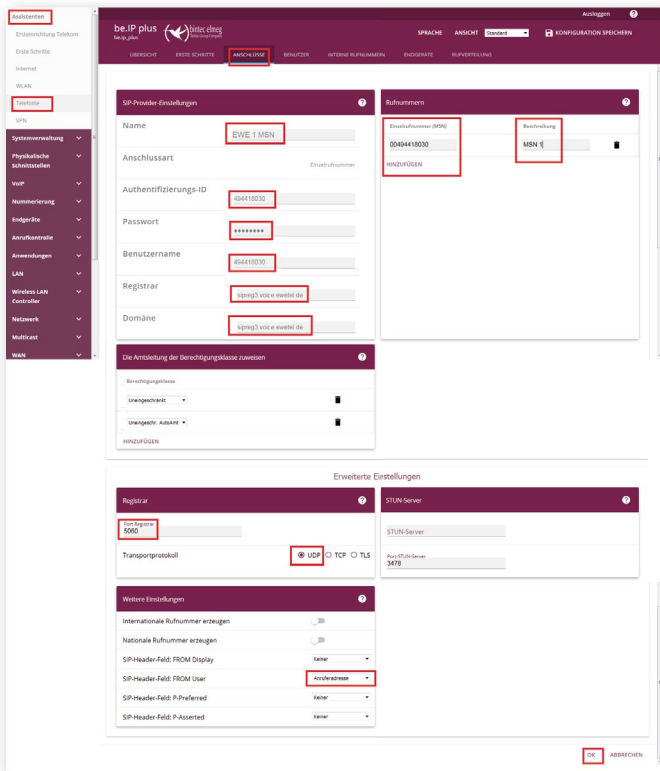 Assistenten
Ersteinrichtung Telekom
Erste Schritte
Internet
WLAN
Telefonie
VPN
Systemverwaltung
Physikalische
Schnittstellen
VoIP
Nummerierung
Endgeräte
Anrufkontrolle
Anwendungen
LAN
Wireless LAN
Controller
Netzwerk
Multicast
WAN
Ausloggen ?
be.IP plus
be.ip_plus
bintec elmeg
SPRACHE ANSICHT Standard KONFIGURATION SPEICHERN
ÜBERSICHT ERSTE SCHRITTE ANSCHLÜSSE BENUTZER INTERNE RUFNUMMERN ENDGERÄTE RUFVERTEILUNG
SIP-Provider-Einstellungen ?
Name EWE 1 MSN
Anschlussart Einzelrufnummer
Authentifizierungs-ID 494418030
Passwort ••••••••
Benutzername 494418030
Registrar sipreg3.voice.ewetel.de
Domäne sipreg3.voice.ewetel.de
Rufnummern ?
Einzelrufnummer (MSN) Beschreibung
00494418030 MSN 1
HINZUFÜGEN
Die Amtsleitung der Berechtigungsklasse zuweisen ?
Berechtigungsklasse
Uneingeschränkt
Uneingeschr. AutoAmt
HINZUFÜGEN
Erweiterte Einstellungen
Registrar ?
Port Registrar
5060
Transportprotokoll UDP TCP TLS
STUN-Server ?
STUN-Server
Port-STUN-Server
3478
Weitere Einstellungen ?
Internationale Rufnummer erzeugen
Nationale Rufnummer erzeugen
SIP-Header-Feld: FROM Display Keiner
SIP-Header-Feld: FROM User Anruferadresse
SIP-Header-Feld: P-Preferred Keiner
SIP-Header-Feld: P-Asserted Keiner
OK ABBRECHEN